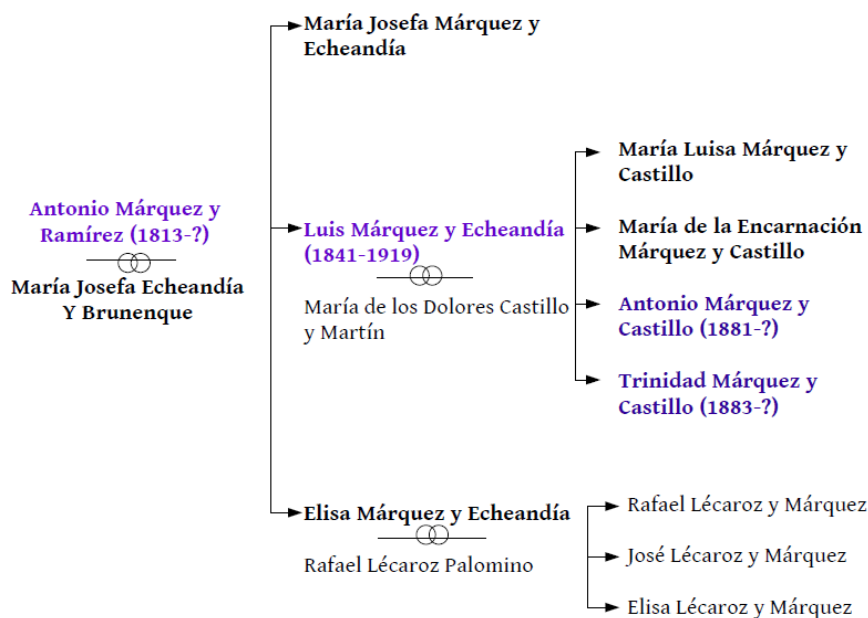 María Josefa Márquez y
Echeandía
Antonio Márquez y
Ramírez (1813-?)
María Josefa Echeandía
Y Brunenque
Luis Márquez y Echeandía
(1841-1919)
María de los Dolores Castillo
y Martín
María Luisa Márquez y
Castillo
María de la Encarnación
Márquez y Castillo
Antonio Márquez y
Castillo (1881-?)
Trinidad Márquez y
Castillo (1883-?)
Elisa Márquez y Echeandía
Rafael Lécaroz Palomino
Rafael Lécaroz y Márquez
José Lécaroz y Márquez
Elisa Lécaroz y Márquez